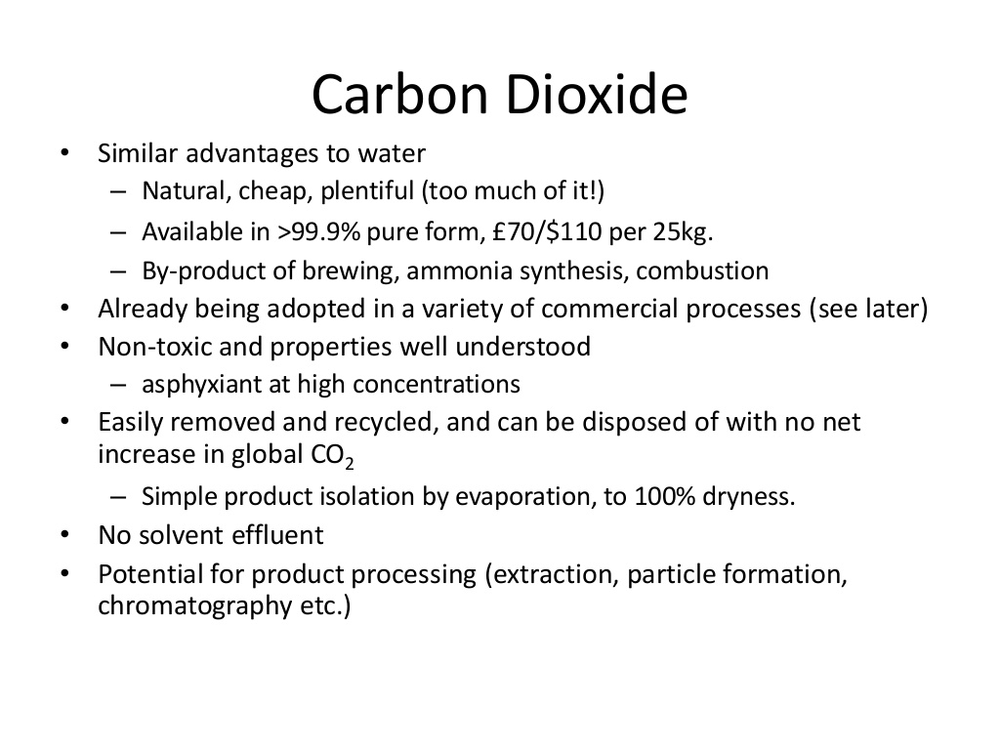 Carbon Dioxide
• Similar advantages to water
– Natural, cheap, plentiful (too much of it!)
– Available in >99.9% pure form, £70/$110 per 25kg.
– By-product of brewing, ammonia synthesis, combustion
• Already being adopted in a variety of commercial processes (see later)
• Non-toxic and properties well understood
– asphyxiant at high concentrations
• Easily removed and recycled, and can be disposed of with no net
increase in global CO₂
– Simple product isolation by evaporation, to 100% dryness.
• No solvent effluent
• Potential for product processing (extraction, particle formation,
chromatography etc.)